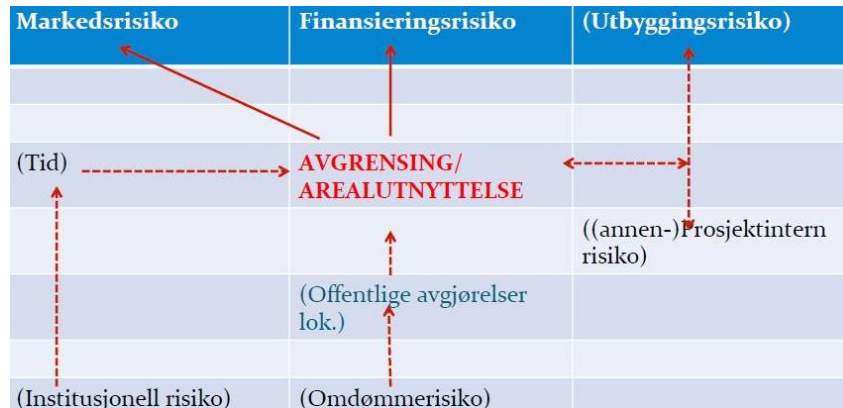 Markedsrisiko
Finansieringsrisiko
(Utbyggingsrisiko)
(Tid)
AVGRENSING/
AREALUTNYTTELSE
((annen-)Prosjektintern
risiko)
(Offentlige avgjørelser
lok.)
(Institusjonell risiko)
(Omdømmerisiko)